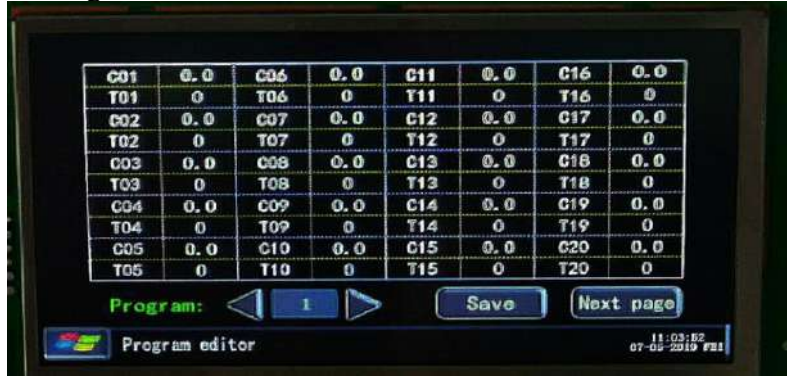 C01 0.0 C06 0.0 C11 0.0 C16 0.0
T01 0 T06 0 T11 0 T16 0
C02 0.0 C07 0.0 C12 0.0 C17 0.0
T02 0 T07 0 T12 0 T17 0
C03 0.0 C08 0.0 C13 0.0 C18 0.0
T03 0 T08 0 T13 0 T18 0
C04 0.0 C09 0.0 C14 0.0 C19 0.0
T04 0 T09 0 T14 0 T19 0
C05 0.0 C10 0.0 C15 0.0 C20 0.0
T05 0 T10 0 T15 0 T20 0
Program: 1 Save Next page
Program editor
11:03:52
07-05-2019 FRI